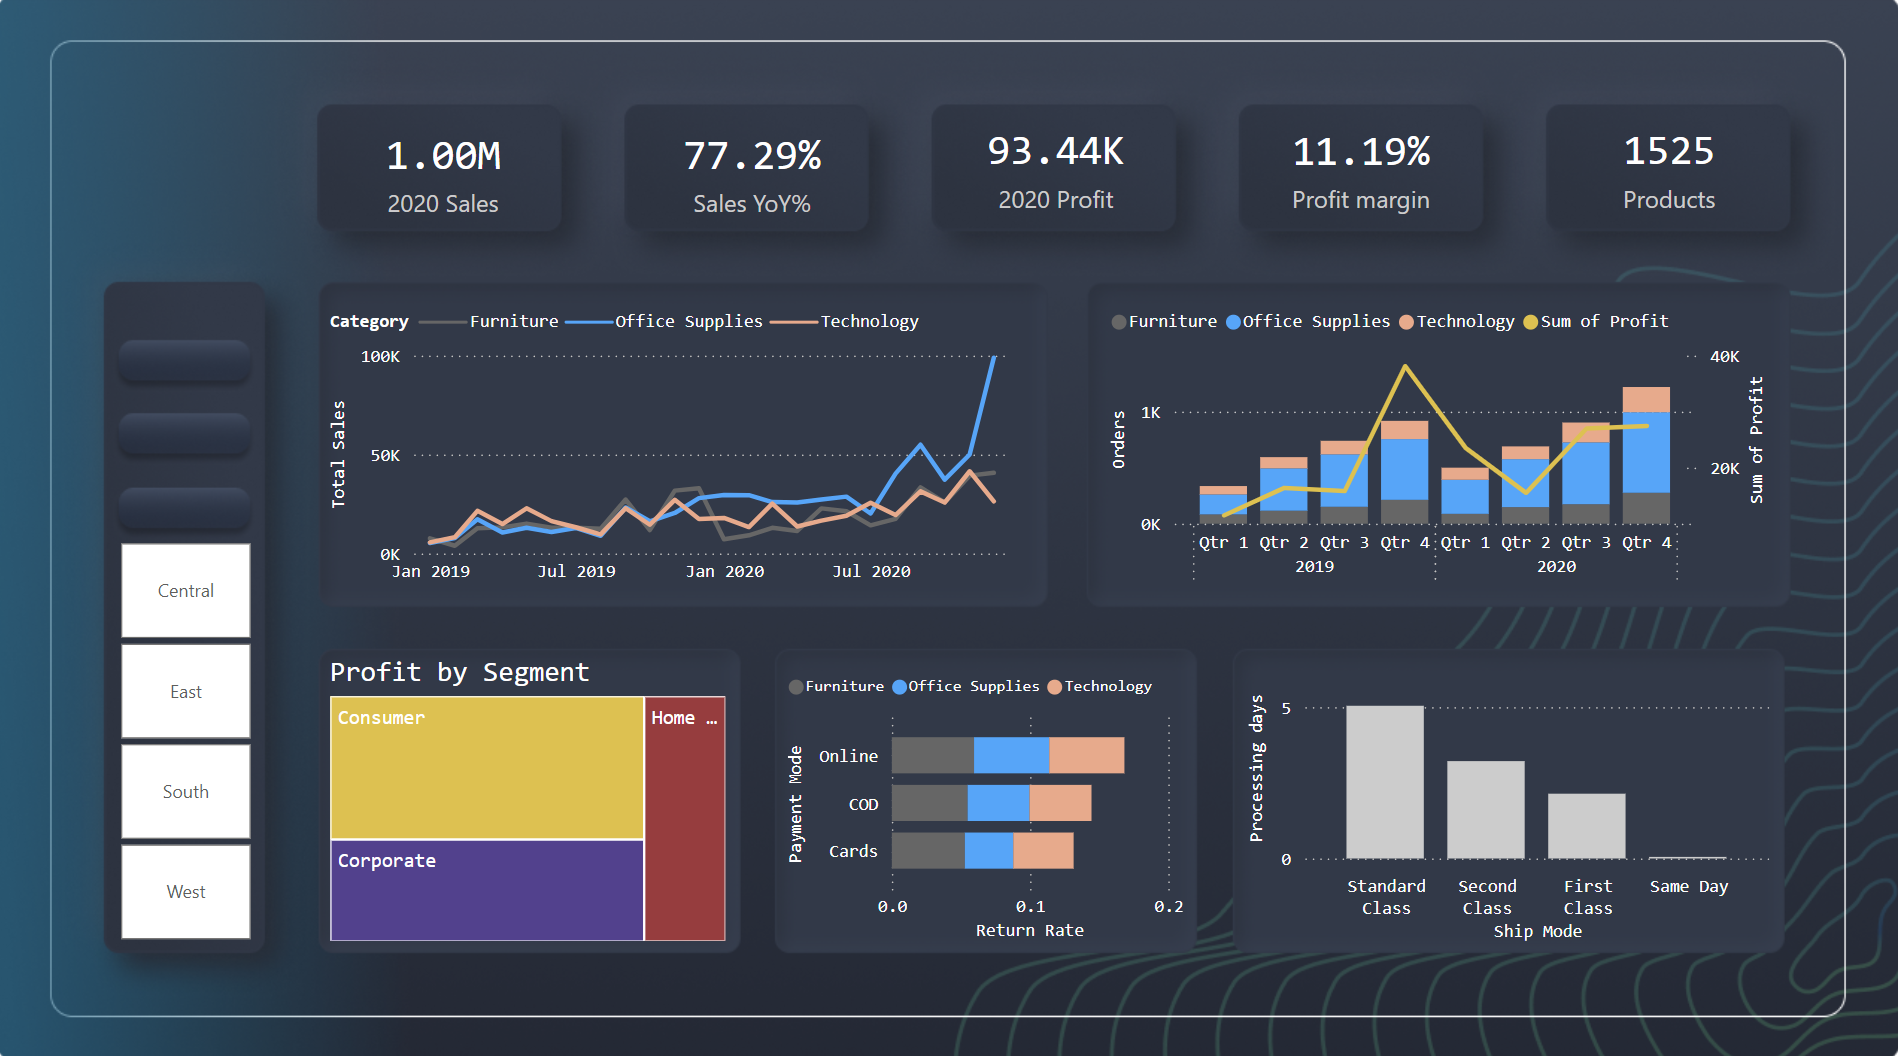 1.00M
2020 Sales
77.29%
Sales YoY%
93.44K
2020 Profit
11.19%
Profit margin
1525
Products
Central
East
South
West
Category Furniture Office Supplies Technology
100K
50K
0K
Total Sales
Jan 2019 Jul 2019 Jan 2020 Jul 2020
Furniture Office Supplies Technology Sum of Profit
1K
0K
Orders
40K
20K
Sum of Profit
Qtr 1 Qtr 2 Qtr 3 Qtr 4 Qtr 1 Qtr 2 Qtr 3 Qtr 4
2019 2020
Profit by Segment
Consumer
Home ...
Corporate
Furniture Office Supplies Technology
Payment Mode
Online
COD
Cards
0.0 0.1 0.2
Return Rate
Processing days
5
0
Standard Class
Second Class
First Class
Same Day
Ship Mode